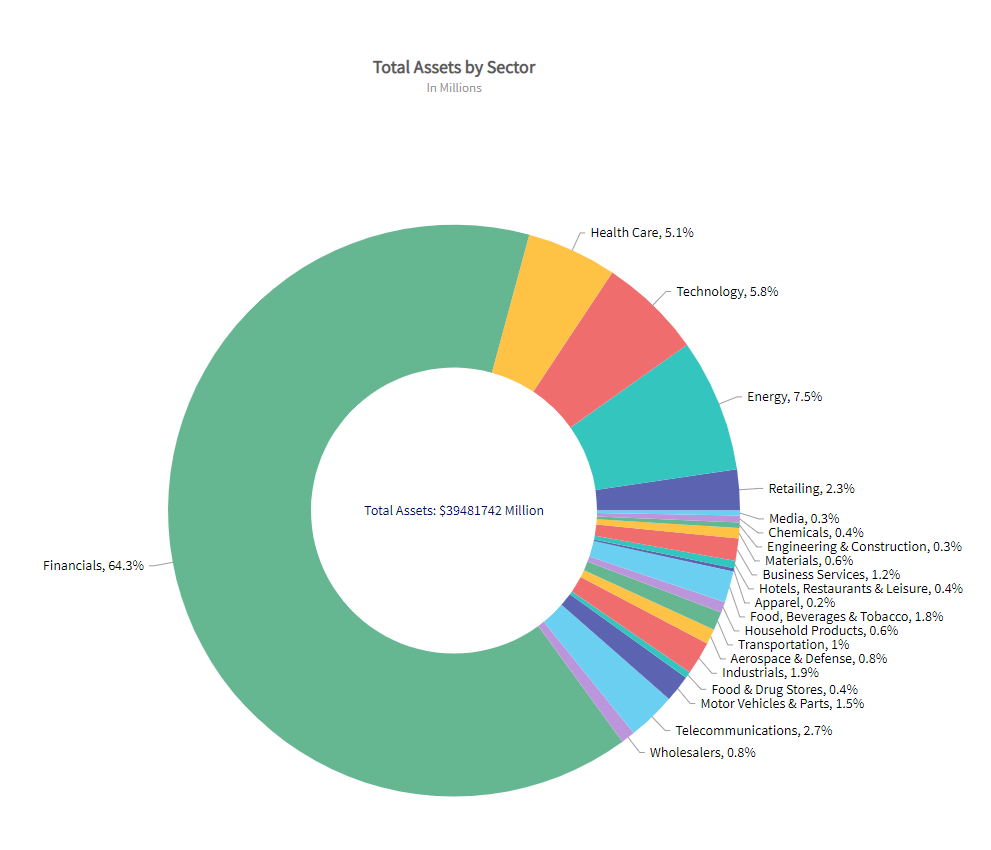 Total Assets by Sector
In Millions
Health Care, 5.1%
Technology, 5.8%
Energy, 7.5%
Retailing, 2.3%
Total Assets: $39481742 Million
Media, 0.3%
Chemicals, 0.4%
Engineering & Construction, 0.3%
Materials, 0.6%
Financials, 64.3%
Business Services, 1.2%
Hotels, Restaurants & Leisure, 0.4%
Apparel, 0.2%
Food, Beverages & Tobacco, 1.8%
Household Products, 0.6%
Transportation, 1%
Aerospace & Defense, 0.8%
Industrials, 1.9%
Food & Drug Stores, 0.4%
Motor Vehicles & Parts, 1.5%
Telecommunications, 2.7%
Wholesalers, 0.8%